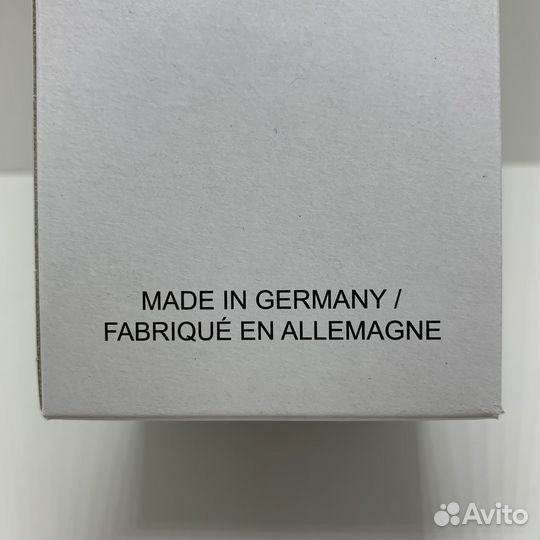 MADE IN GERMANY /
FABRIQUÉ EN ALLEMAGNE
Avito